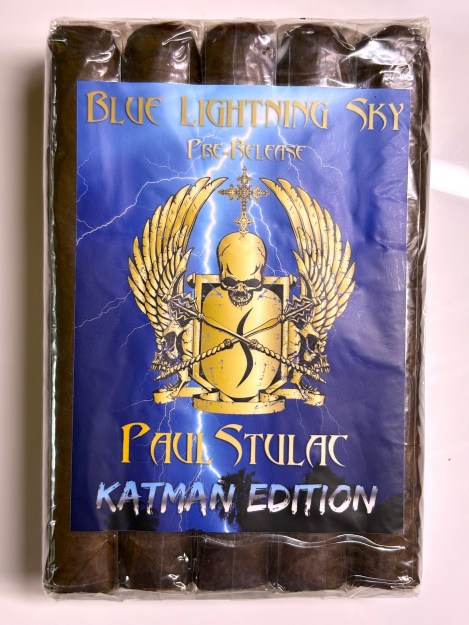 Blue Lightning Sky
Pre-Release
S
Paul Stulac
KATMAN EDITION